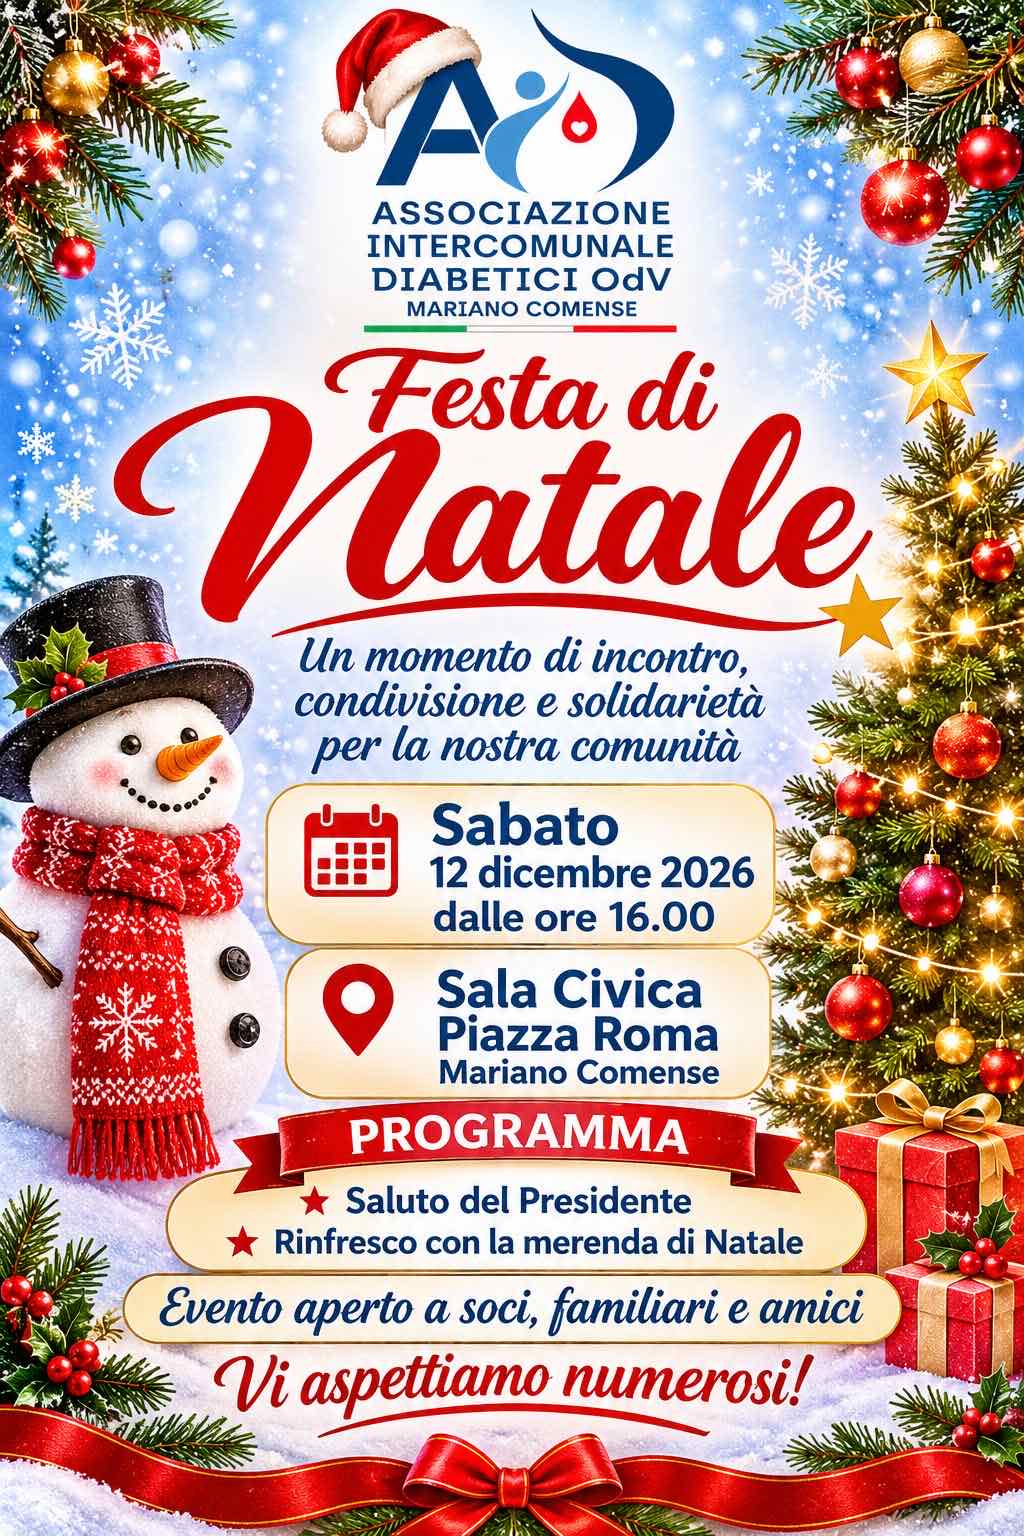 AID
ASSOCIAZIONE
INTERCOMUNALE
DIABETICI OdV
MARIANO COMENSE
Festa di
Natale
Un momento di incontro,
condivisione e solidarietà
per la nostra comunità
Sabato
12 dicembre 2026
dalle ore 16.00
Sala Civica
Piazza Roma
Mariano Comense
PROGRAMMA
Saluto del Presidente
Rinfresco con la merenda di Natale
Evento aperto a soci, familiari e amici
Vi aspettiamo numerosi!